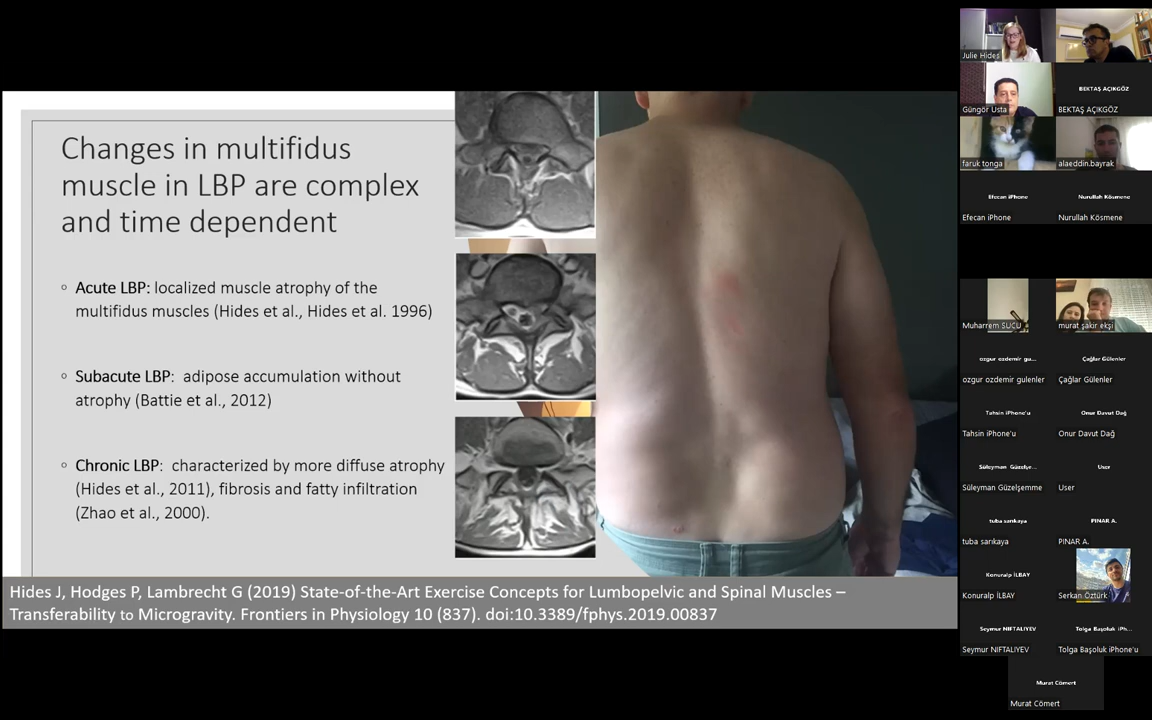 Changes in multifidus
muscle in LBP are complex
and time dependent
Acute LBP: localized muscle atrophy of the
multifidus muscles (Hides et al., Hides et al. 1996)
Subacute LBP:  adipose accumulation without
atrophy (Battie et al., 2012)
Chronic LBP:  characterized by more diffuse atrophy
(Hides et al., 2011), fibrosis and fatty infiltration
(Zhao et al., 2000).
Hides J, Hodges P, Lambrecht G (2019) State-of-the-Art Exercise Concepts for Lumbopelvic and Spinal Muscles –
Transferability to Microgravity. Frontiers in Physiology 10 (837). doi:10.3389/fphys.2019.00837
Julie Hides
Güngör Usta
BEKTAŞ AÇIKGÖZ
BEKTAŞ AÇIKGÖZ
faruk tonga
alaeddin.bayrak
Efecan iPhone
Efecan iPhone
Nurullah Kösmene
Nurullah Kösmene
Muharrem SUCU
murat şakir ekşi
ozgur ozdemir gu...
ozgur ozdemir gulenler
Çağlar Gülenler
Çağlar Gülenler
Tahsin iPhone'u
Tahsin iPhone'u
Onur Davut Dağ
Onur Davut Dağ
Süleyman Güzelşe...
Süleyman Güzelşemme
User
User
tuba sarıkaya
tuba sarıkaya
PINAR A.
PINAR A.
Konuralp İLBAY
Konuralp İLBAY
Serkan Öztürk
Seymur NIFTALIYEV
Seymur NIFTALIYEV
Tolga Başoluk iPh...
Tolga Başoluk iPhone'u
Murat Cömert
Murat Cömert